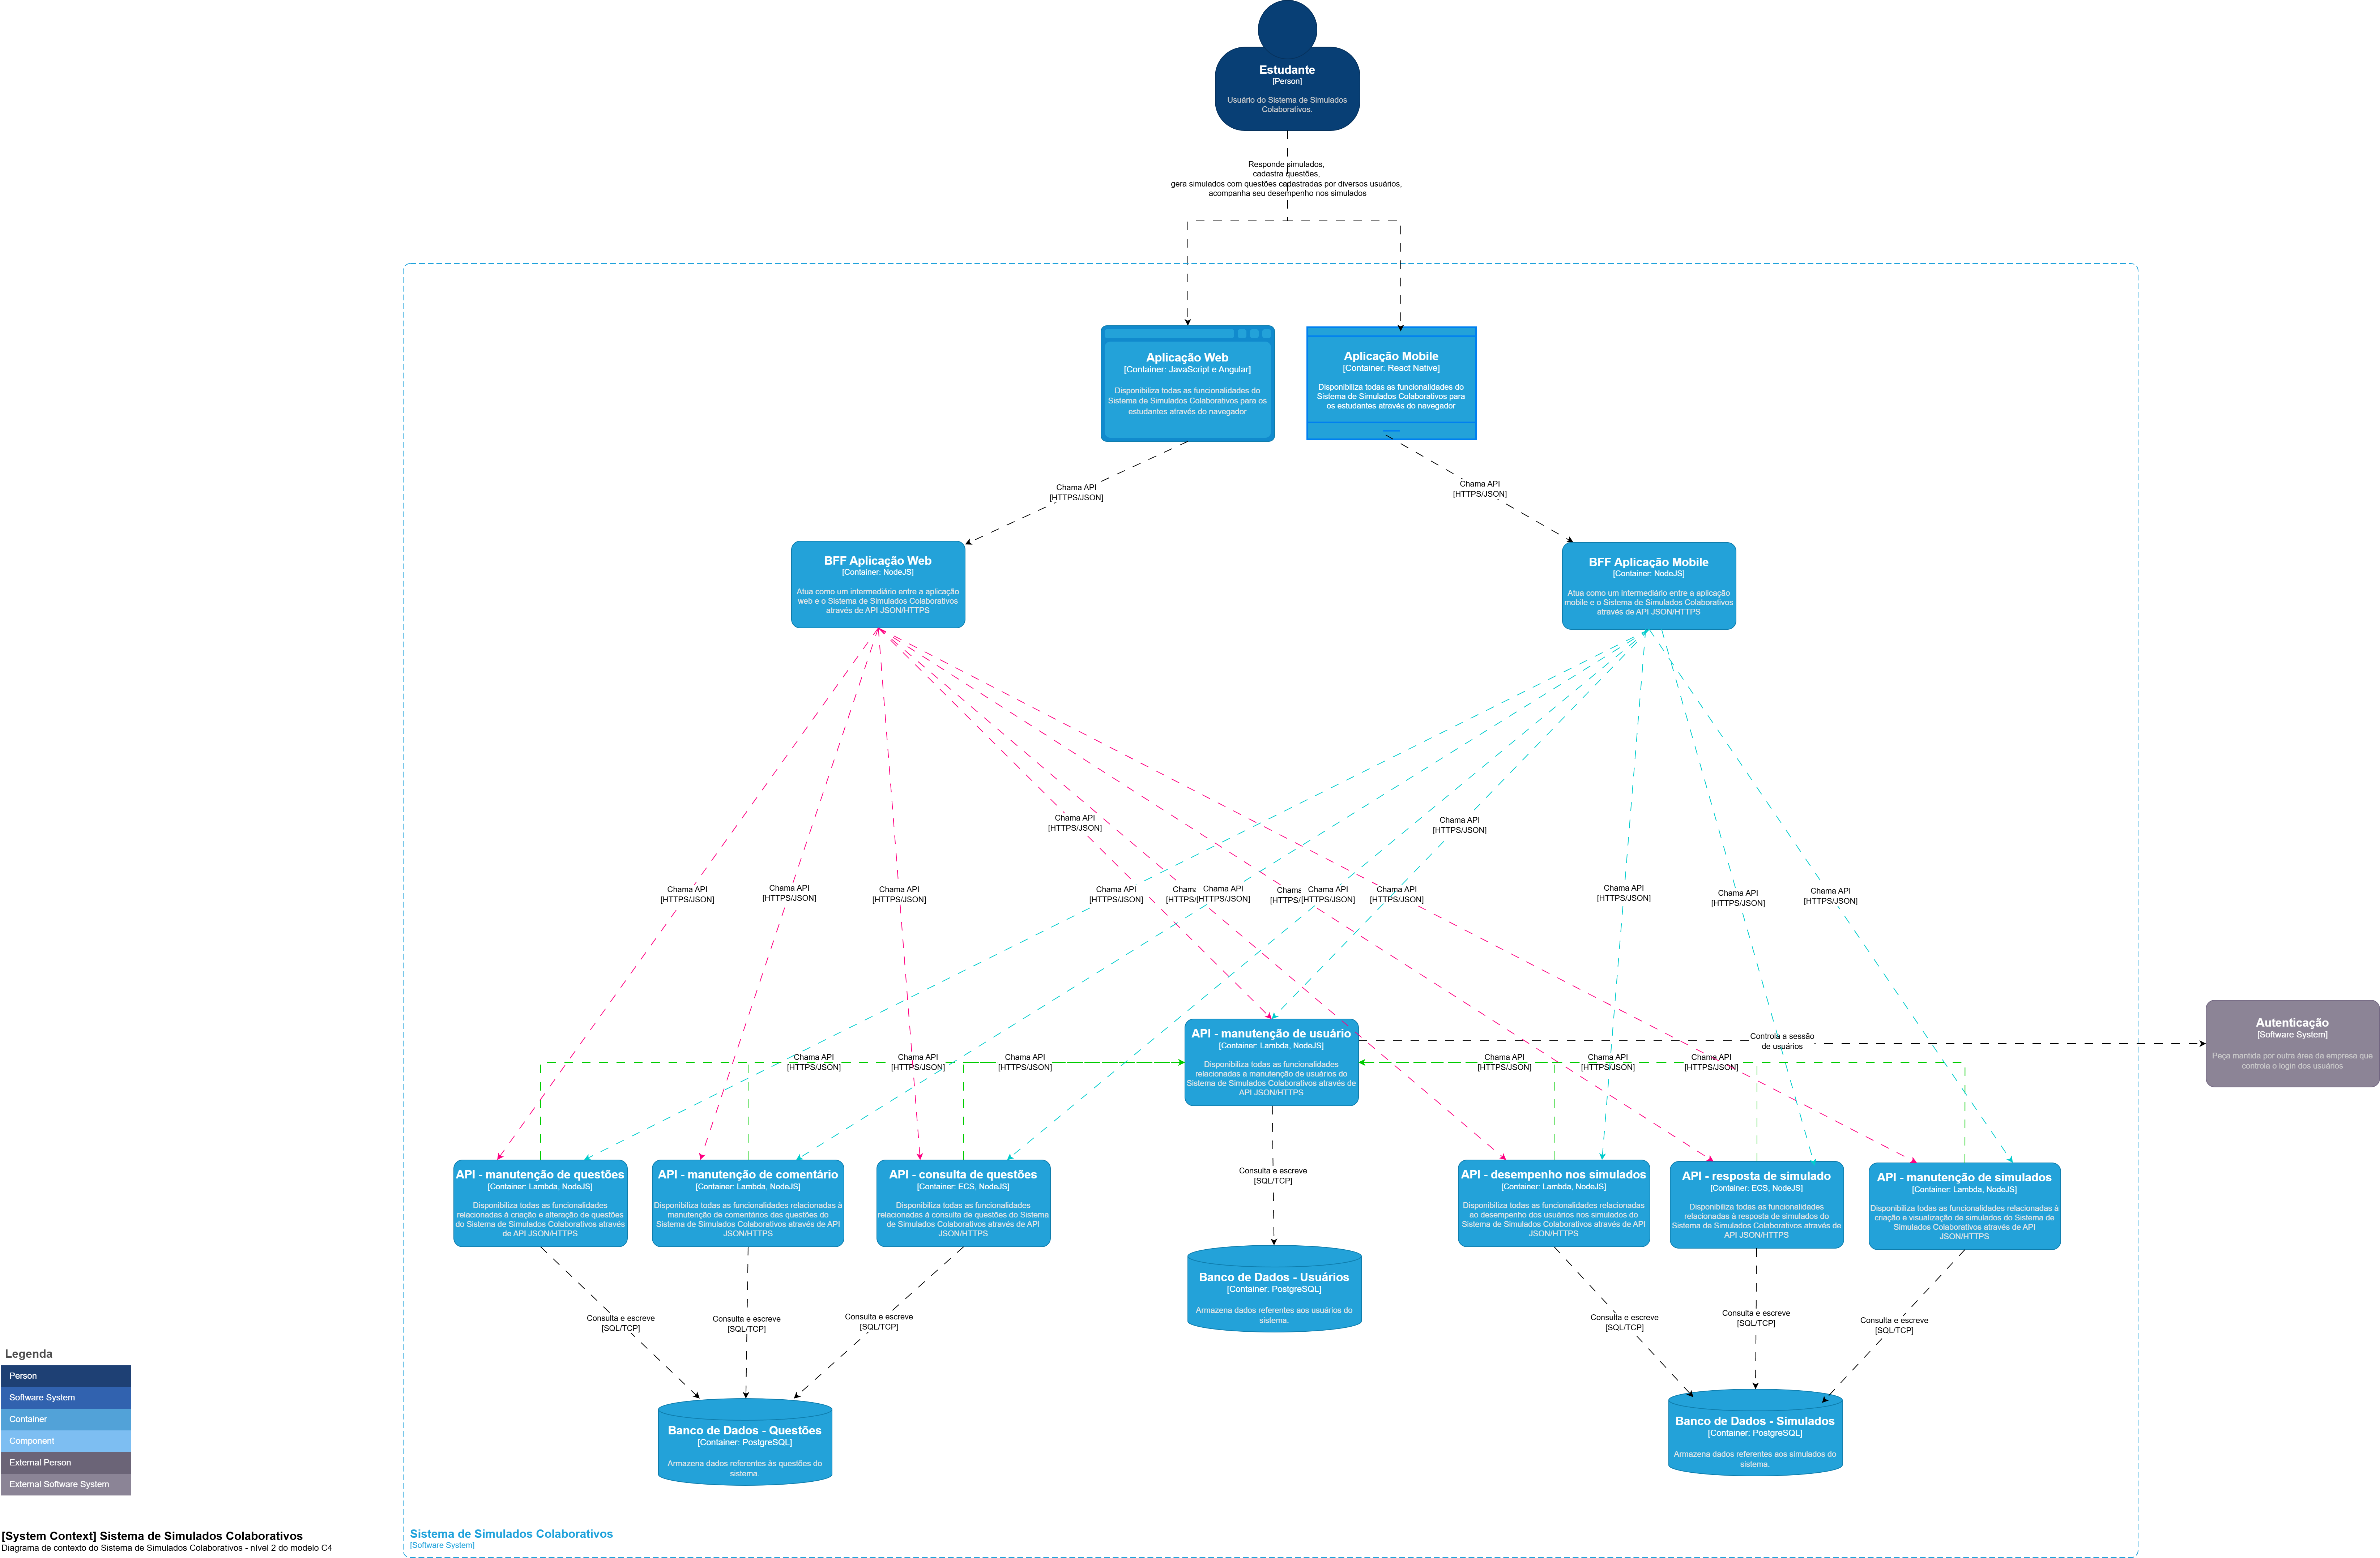 Estudante
[Person]
Usuário do Sistema de Simulados
Colaborativos.
Responde simulados,
cadastra questões,
gera simulados com questões cadastradas por diversos usuários,
acompanha seu desempenho nos simulados
Aplicação Web
[Container: JavaScript e Angular]
Disponibiliza todas as funcionalidades do
Sistema de Simulados Colaborativos para os
estudantes através do navegador
Aplicação Mobile
[Container: React Native]
Disponibiliza todas as funcionalidades do
Sistema de Simulados Colaborativos para
os estudantes através do navegador
Chama API
[HTTPS/JSON]
Chama API
[HTTPS/JSON]
BFF Aplicação Web
[Container: NodeJS]
Atua como um intermediário entre a aplicação
web e o Sistema de Simulados Colaborativos
através de API JSON/HTTPS
BFF Aplicação Mobile
[Container: NodeJS]
Atua como um intermediário entre a aplicação
mobile e o Sistema de Simulados Colaborativos
através de API JSON/HTTPS
Chama API
[HTTPS/JSON]
Chama API
[HTTPS/JSON]
Chama API
[HTTPS/JSON]
Chama API
[HTTPS/JSON]
Chama API
[HTTPS/JSON]
Chama API
[HTTPS/JSON]
Chama
[HTTPS/
Chama API
[HTTPS/JSON]
Chama
[HTTPS/
Chama API
[HTTPS/JSON]
Chama API
[HTTPS/JSON]
Chama API
[HTTPS/JSON]
Chama API
[HTTPS/JSON]
Chama API
[HTTPS/JSON]
API - manutenção de usuário
[Container: Lambda, NodeJS]
Disponibiliza todas as funcionalidades
relacionadas a manutenção de usuários do
Sistema de Simulados Colaborativos através de
API JSON/HTTPS
Controla a sessão
de usuários
Autenticação
[Software System]
Peça mantida por outra área da empresa que
controla o login dos usuários
Chama API
[HTTPS/JSON]
Chama API
[HTTPS/JSON]
Chama API
[HTTPS/JSON]
Chama API
[HTTPS/JSON]
Chama API
[HTTPS/JSON]
Chama API
[HTTPS/JSON]
API - manutenção de questões
[Container: Lambda, NodeJS]
Disponibiliza todas as funcionalidades
relacionadas à criação e alteração de questões
do Sistema de Simulados Colaborativos através
de API JSON/HTTPS
API - manutenção de comentário
[Container: Lambda, NodeJS]
Disponibiliza todas as funcionalidades relacionadas à
manutenção de comentários das questões do
Sistema de Simulados Colaborativos através de API
JSON/HTTPS
API - consulta de questões
[Container: ECS, NodeJS]
Disponibiliza todas as funcionalidades
relacionadas à consulta de questões do Sistema
de Simulados Colaborativos através de API
JSON/HTTPS
API - desempenho nos simulados
[Container: Lambda, NodeJS]
Disponibiliza todas as funcionalidades relacionadas
ao desempenho dos usuários nos simulados do
Sistema de Simulados Colaborativos através de API
JSON/HTTPS
API - resposta de simulado
[Container: ECS, NodeJS]
Disponibiliza todas as funcionalidades
relacionadas à resposta de simulados do
Sistema de Simulados Colaborativos através de
API JSON/HTTPS
API - manutenção de simulados
[Container: Lambda, NodeJS]
Disponibiliza todas as funcionalidades relacionadas à
criação e visualização de simulados do Sistema de
Simulados Colaborativos através de API
JSON/HTTPS
Consulta e escreve
[SQL/TCP]
Consulta e escreve
[SQL/TCP]
Consulta e escreve
[SQL/TCP]
Consulta e escreve
[SQL/TCP]
Consulta e escreve
[SQL/TCP]
Consulta e escreve
[SQL/TCP]
Consulta e escreve
[SQL/TCP]
Banco de Dados - Usuários
[Container: PostgreSQL]
Armazena dados referentes aos usuários do
sistema.
Banco de Dados - Questões
[Container: PostgreSQL]
Armazena dados referentes às questões do
sistema.
Banco de Dados - Simulados
[Container: PostgreSQL]
Armazena dados referentes aos simulados do
sistema.
Legenda
Person
Software System
Container
Component
External Person
External Software System
[System Context] Sistema de Simulados Colaborativos
Diagrama de contexto do Sistema de Simulados Colaborativos - nível 2 do modelo C4
Sistema de Simulados Colaborativos
[Software System]